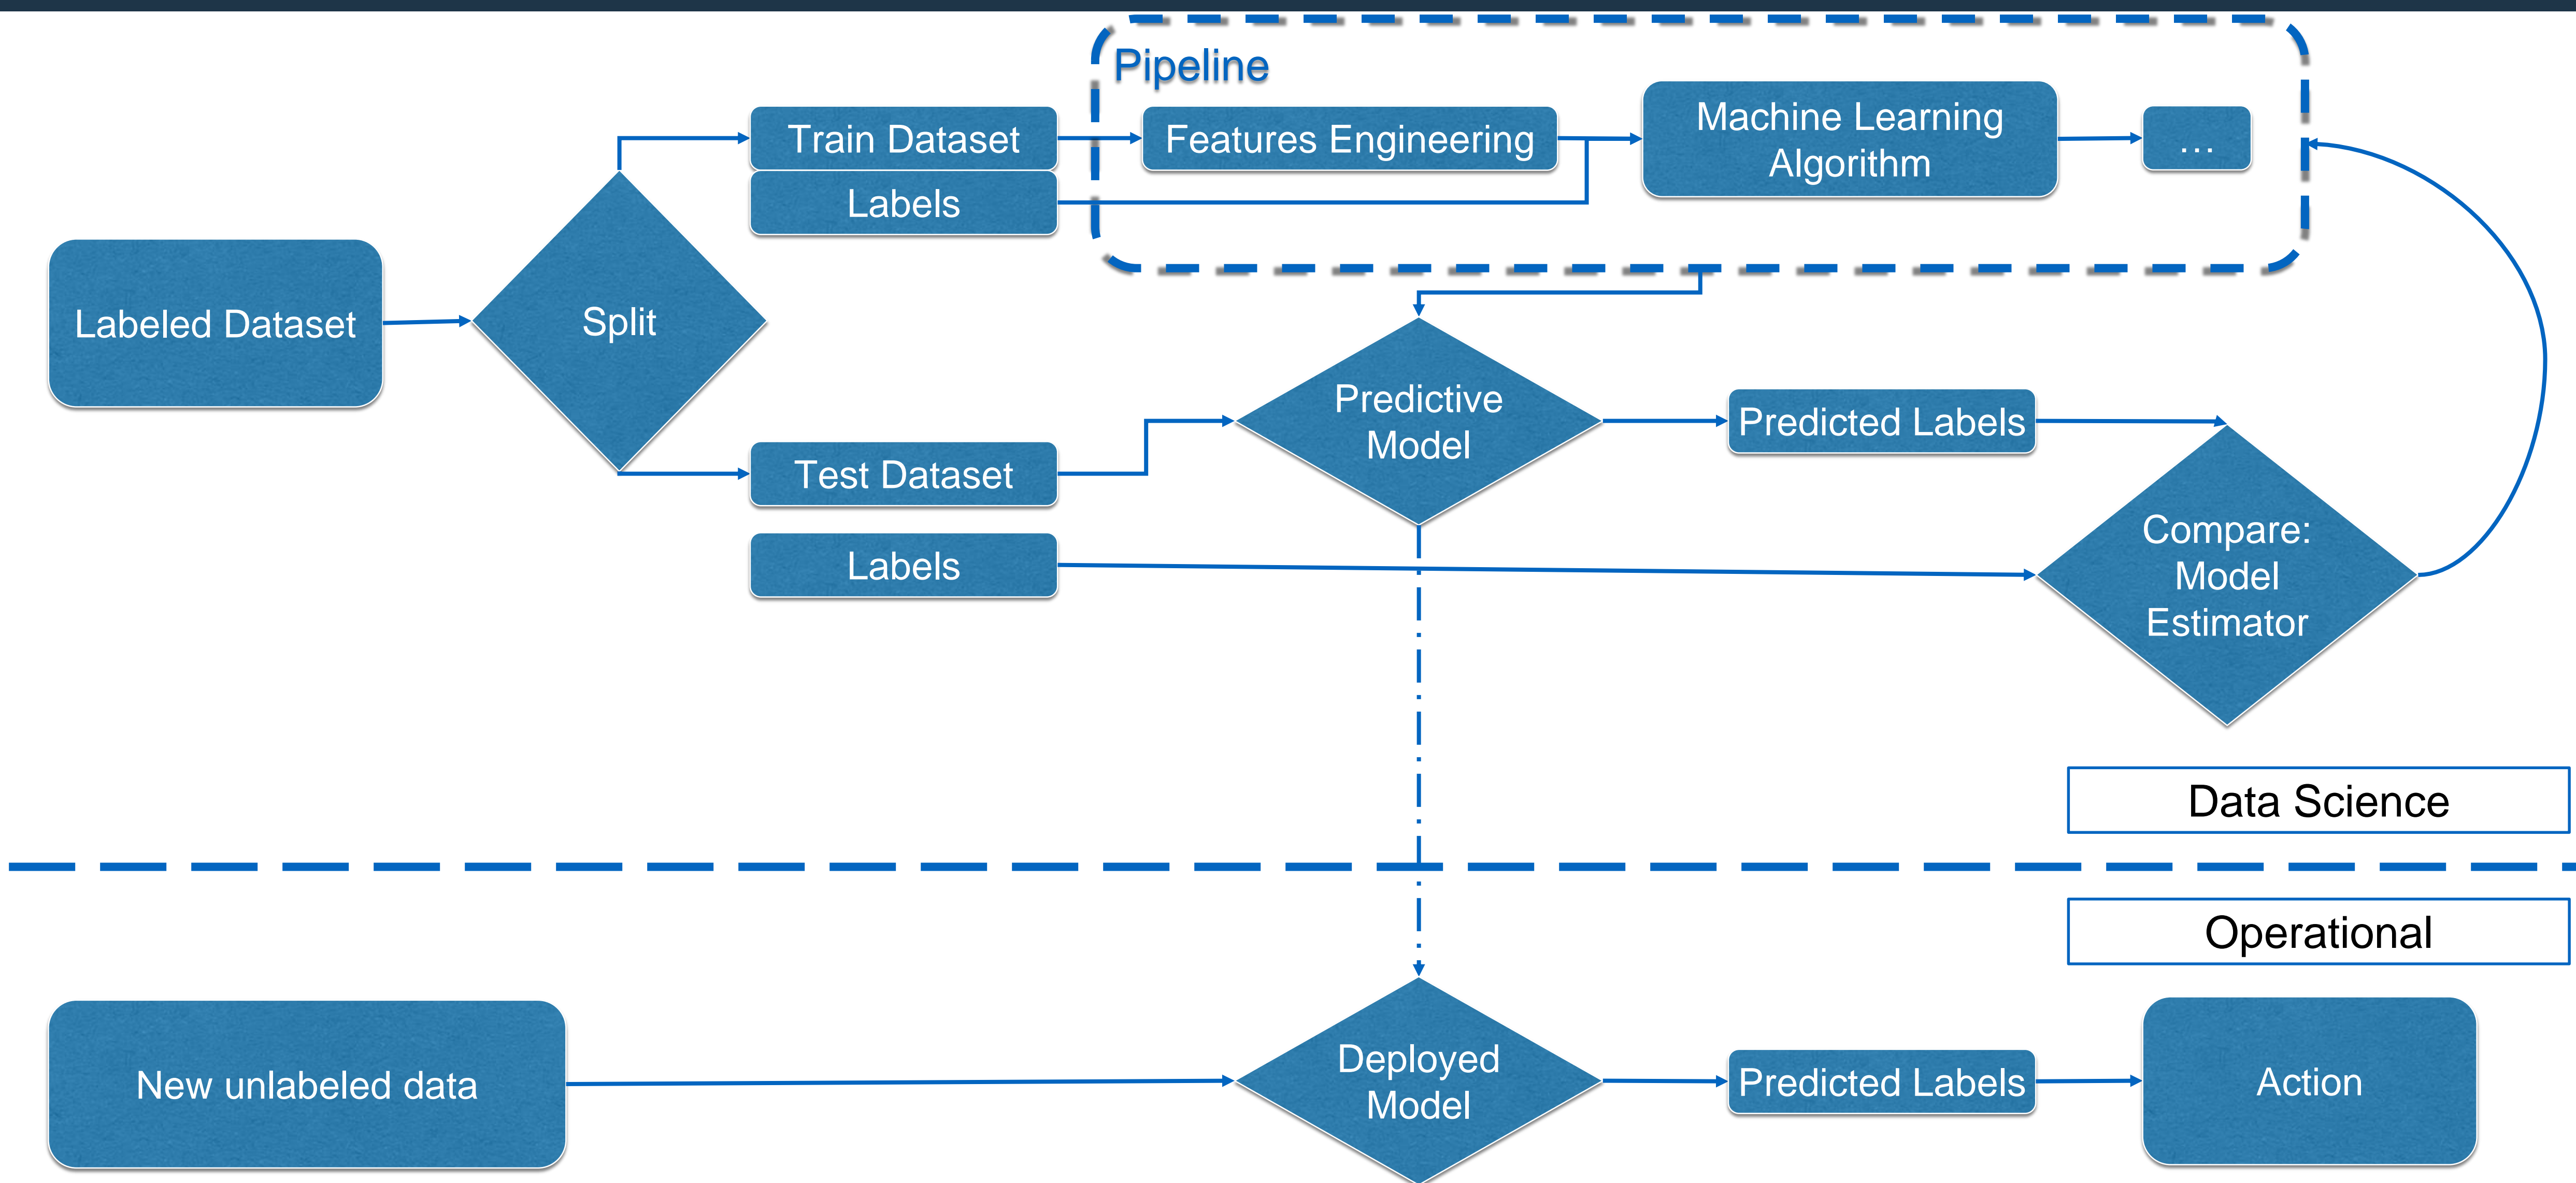 Pipeline
Train Dataset
Features Engineering
Machine Learning
Algorithm
...
Labels
Labeled Dataset
Split
Predictive
Model
Predicted Labels
Test Dataset
Labels
Compare:
Model
Estimator
Data Science
Operational
New unlabeled data
Deployed
Model
Predicted Labels
Action